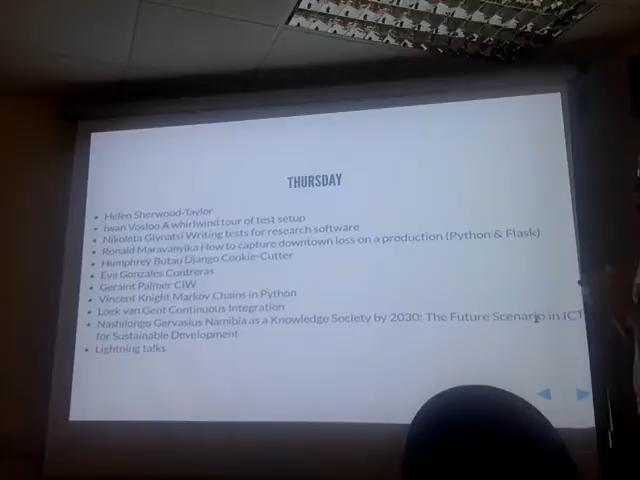 THURSDAY
Helen Sherwood-Taylor
Iwan Vosloo A whirlwind tour of test setup
Nikoleta Glynatsi Writing tests for research software
Ronald Maravanyika How to capture downtown loss on a production (Python & Flask)
Humphrey Butau Django Cookie-Cutter
Eva Gonzales Contreras
Geraint Palmer CIW
Vincent Knight Markov Chains in Python
Loek van Gent Continuous Integration
Nashilongo Gervasius Namibia as a Knowledge Society by 2030: The Future Scenario in ICT
for Sustainable Development
Lightning talks